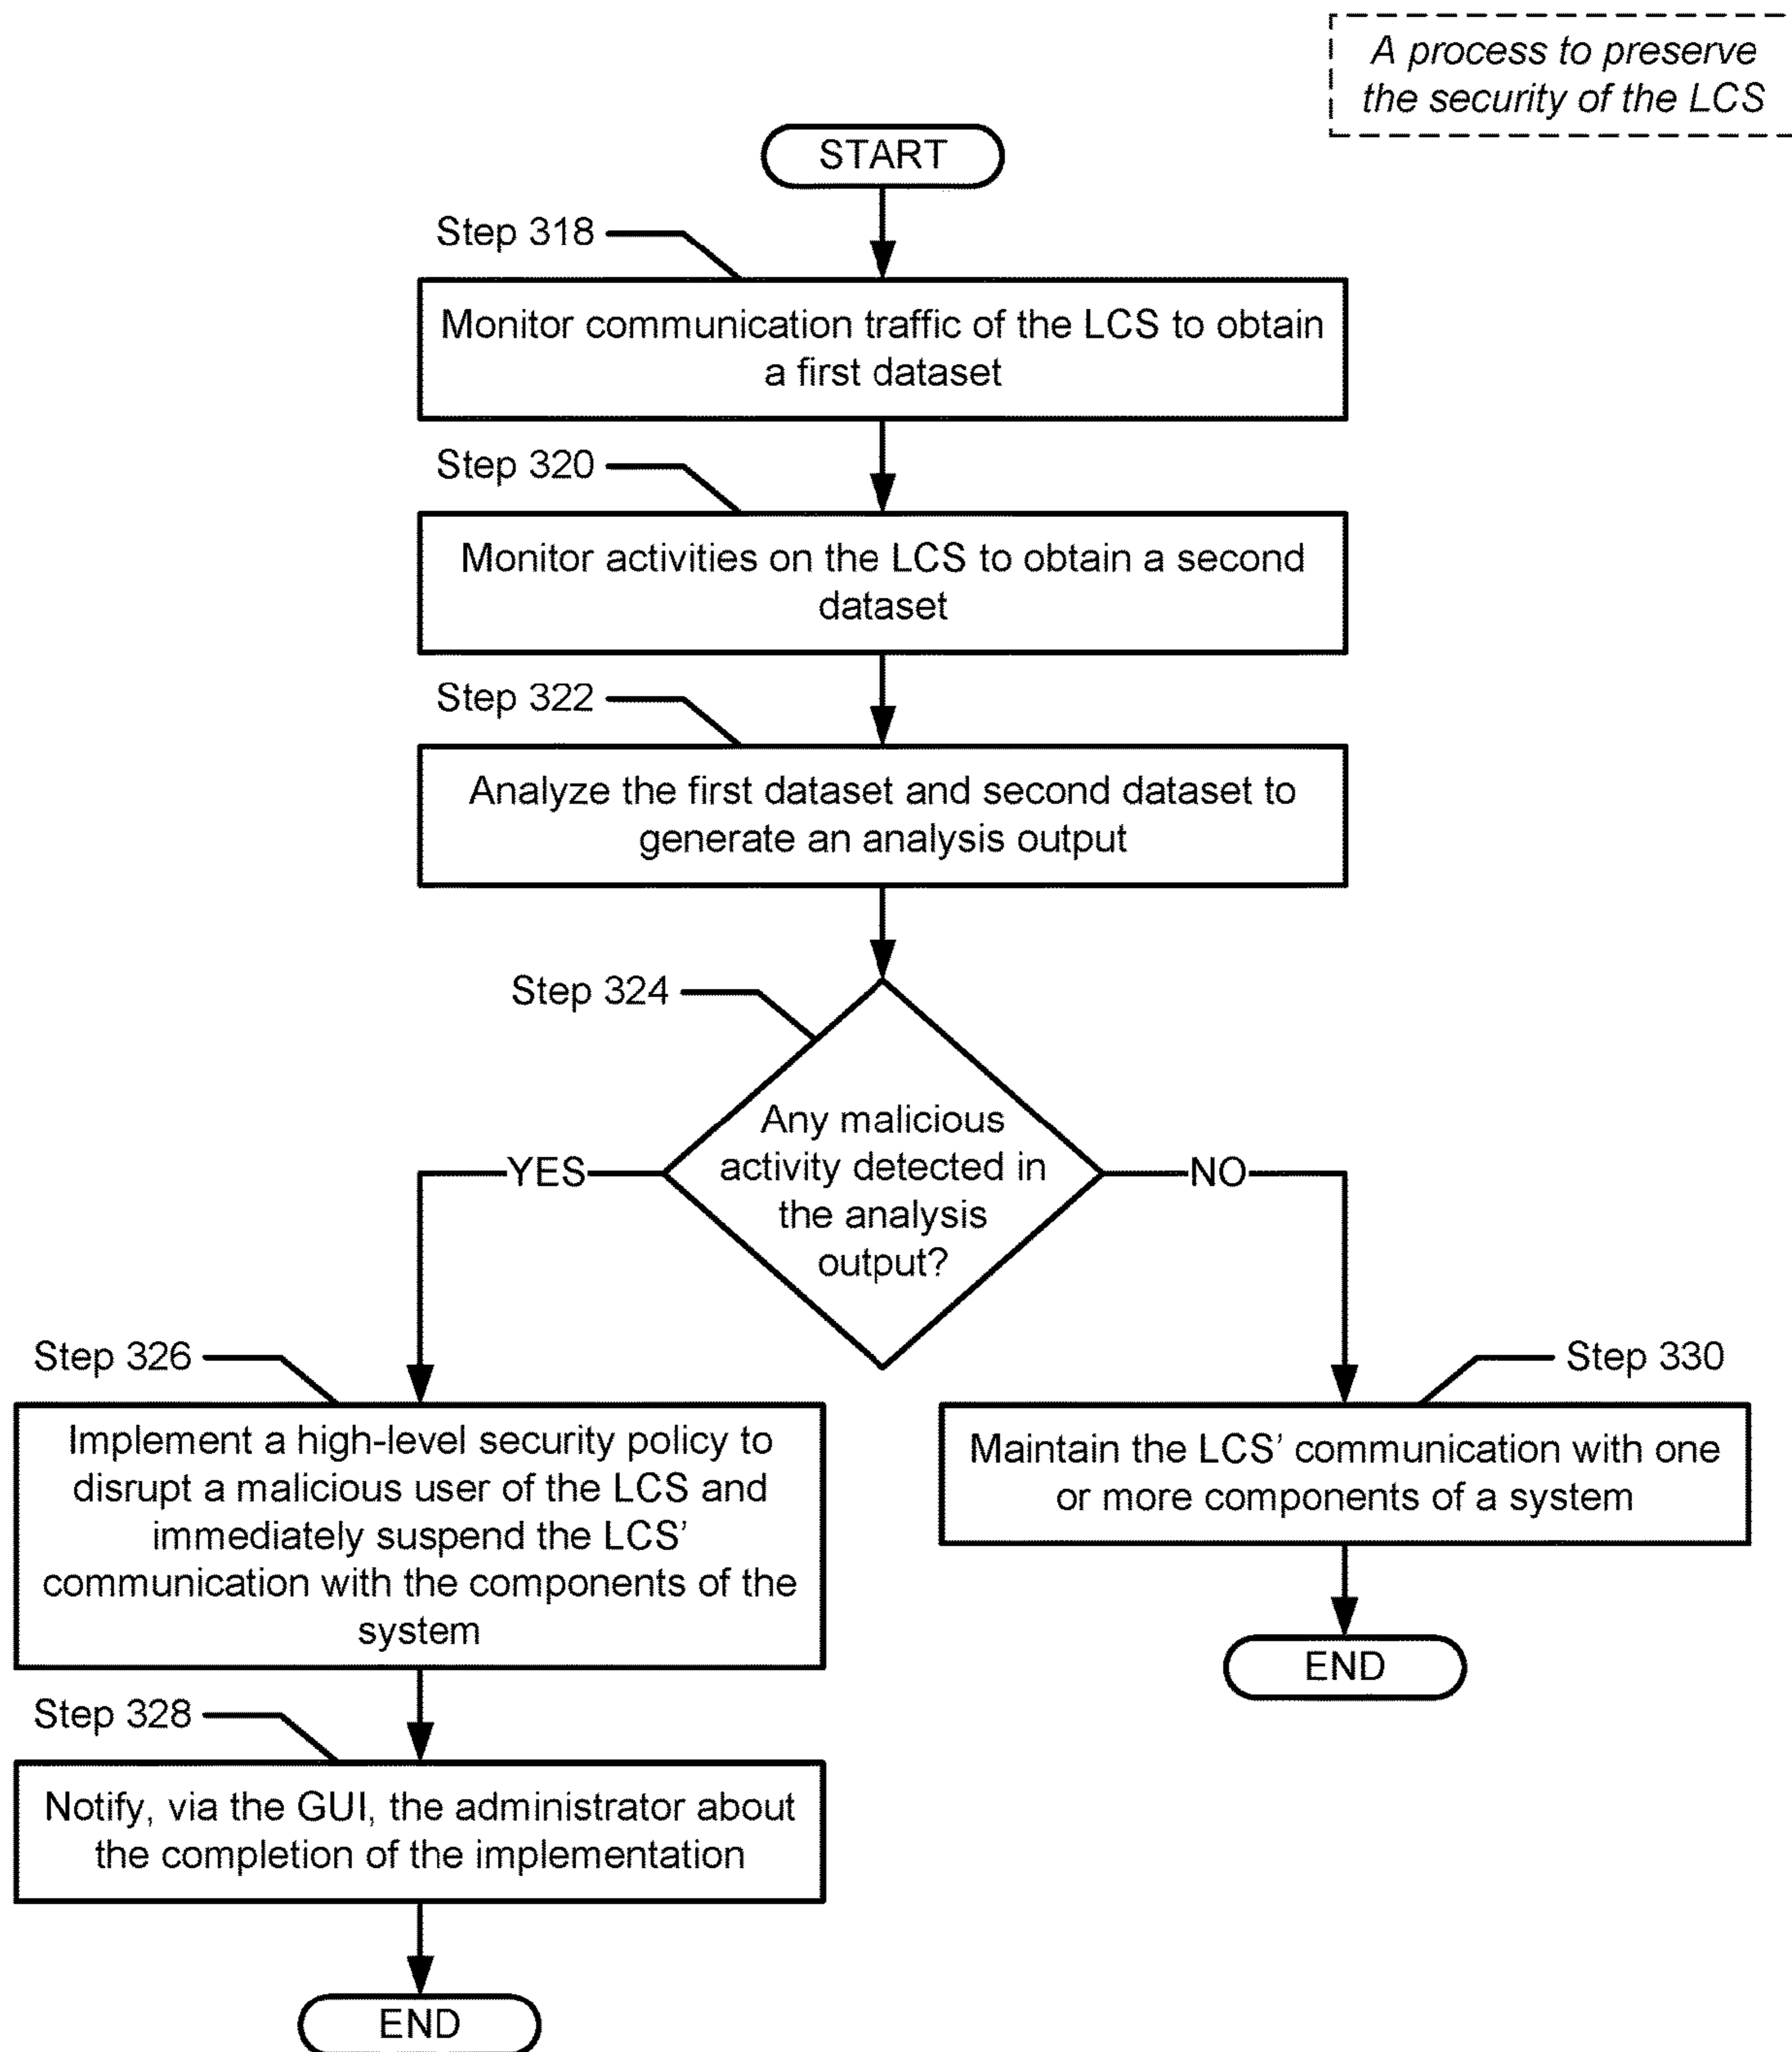 A process to preserve
the security of the LCS
START
Step 318
Monitor communication traffic of the LCS to obtain
a first dataset
Step 320
Monitor activities on the LCS to obtain a second
dataset
Step 322
Analyze the first dataset and second dataset to
generate an analysis output
Step 324
Any malicious
activity detected in
the analysis
output?
YES
NO
Step 326
Implement a high-level security policy to
disrupt a malicious user of the LCS and
immediately suspend the LCS'
communication with the components of the
system
Step 330
Maintain the LCS' communication with one
or more components of a system
END
Step 328
Notify, via the GUI, the administrator about
the completion of the implementation
END